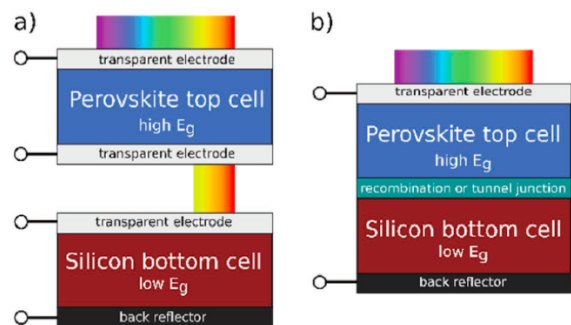 a)
transparent electrode
Perovskite top cell
high Eg
transparent electrode
transparent electrode
Silicon bottom cell
low Eg
back reflector
b)
transparent electrode
Perovskite top cell
high Eg
recombination or tunnel junction
Silicon bottom cell
low Eg
back reflector